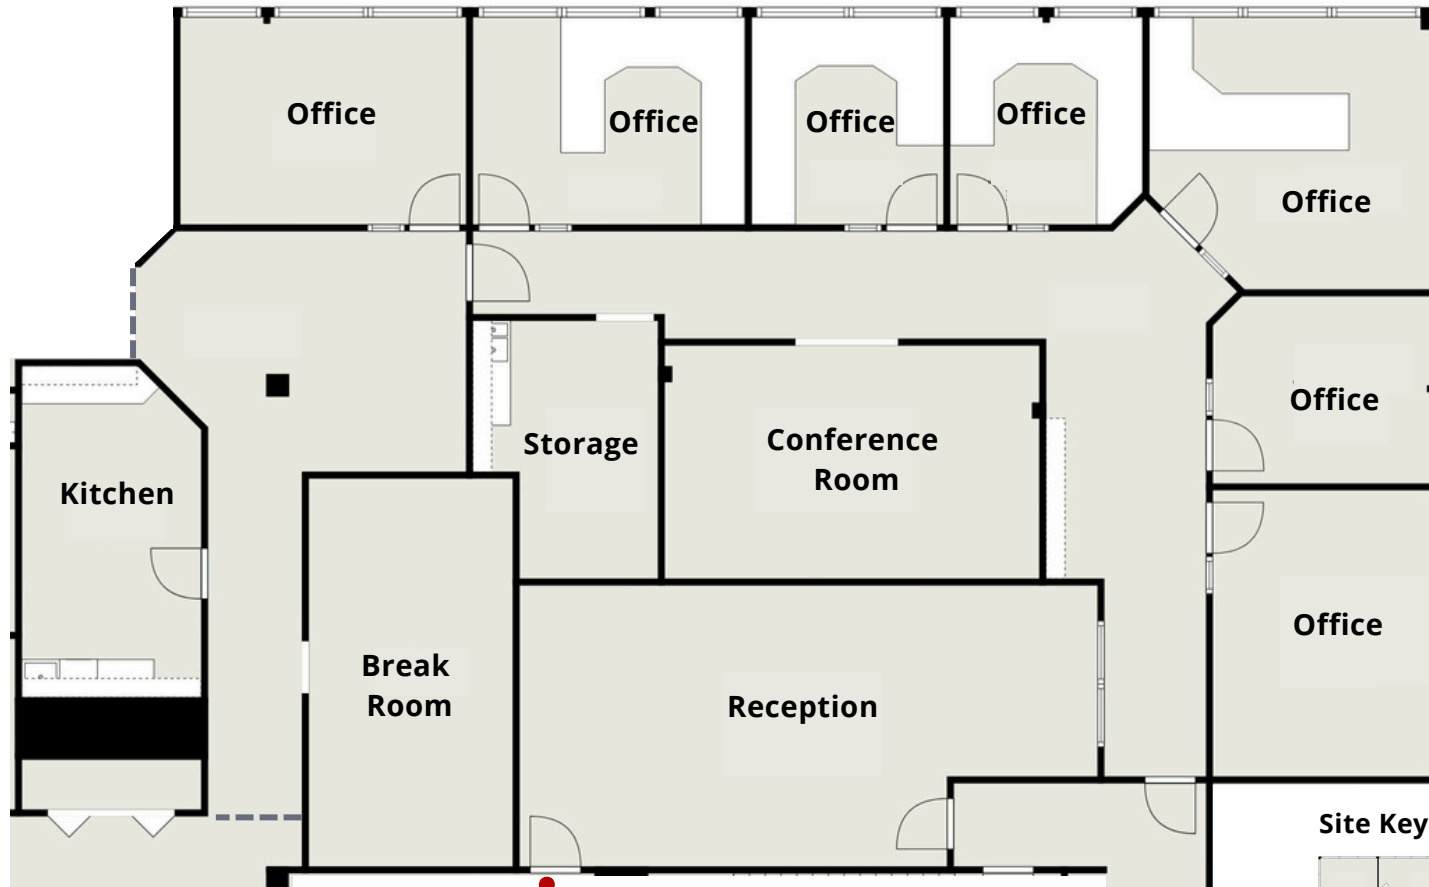 Office
Office
Office
Office
Office
Office
Storage
Conference
Room
Kitchen
Office
Break
Room
Reception
Site Key